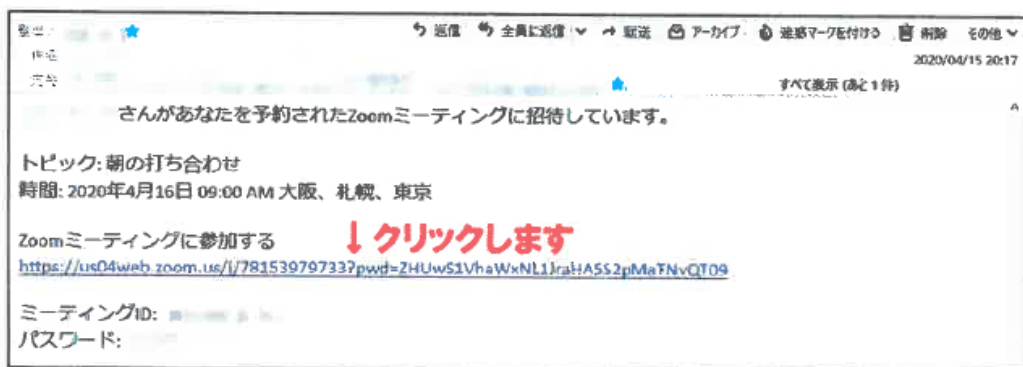 返信 全員に返信 転送 アーカイブ 迷惑マークを付ける 削除 その他
件名
2020/04/15 20:17
宛先
すべて表示 (あと1件)
さんがあなたを予約されたZoomミーティングに招待しています。
トピック: 朝の打ち合わせ
時間: 2020年4月16日 09:00 AM 大阪、札幌、東京
Zoomミーティングに参加する
↓クリックします
ミーティングID:
パスワード: